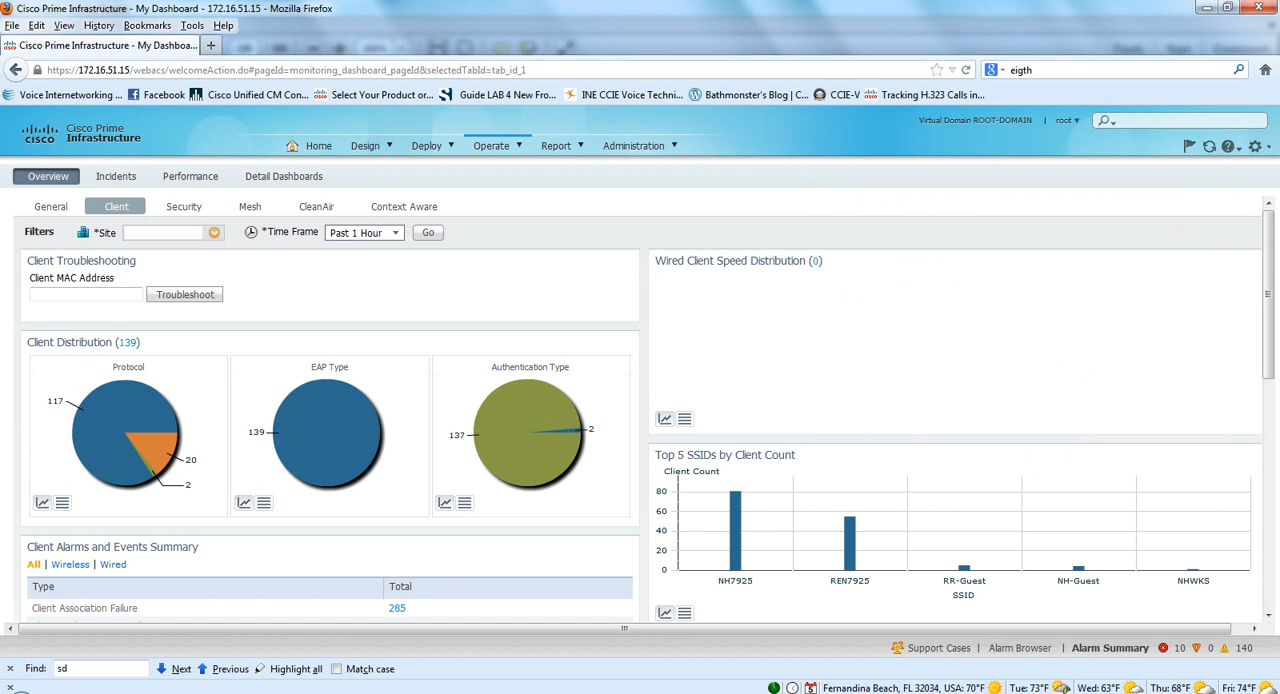 Cisco Prime Infrastructure - My Dashboard - 172.16.51.15 - Mozilla Firefox
File Edit View History Bookmarks Tools Help
Cisco Prime Infrastructure - My Dashboa... +
https://172.16.51.15/webacs/welcomeAction.do#pageId=monitoring_dashboard_pageId&selectedTabId=tab_id_1
eigth
Voice Internetworking ... Facebook Cisco Unified CM Con... Select Your Product or... Guide LAB 4 New Fro... INE CCIE Voice Techni... Bathmonster's Blog | C... CCIE-V Tracking H.323 Calls in...
CISCO
Cisco Prime
Infrastructure
Virtual Domain ROOT-DOMAIN | root
Home Design Deploy Operate Report Administration
Overview Incidents Performance Detail Dashboards
General Client Security Mesh CleanAir Context Aware
Filters *Site *Time Frame Past 1 Hour Go
Client Troubleshooting
Client MAC Address
Troubleshoot
Wired Client Speed Distribution (0)
Client Distribution (139)
Protocol
117
20
2
EAP Type
139
Authentication Type
137
2
Top 5 SSIDs by Client Count
Client Count
80
60
40
20
0
NH7925 REN7925 RR-Guest NH-Guest NHWKS
SSID
Client Alarms and Events Summary
All | Wireless | Wired
Type Total
Client Association Failure 285
Support Cases | Alarm Browser | Alarm Summary 10 0 140
Find: sd Next Previous Highlight all Match case
Fernandina Beach, FL 32034, USA: 70°F Tue: 73°F Wed: 63°F Thu: 68°F Fri: 74°F